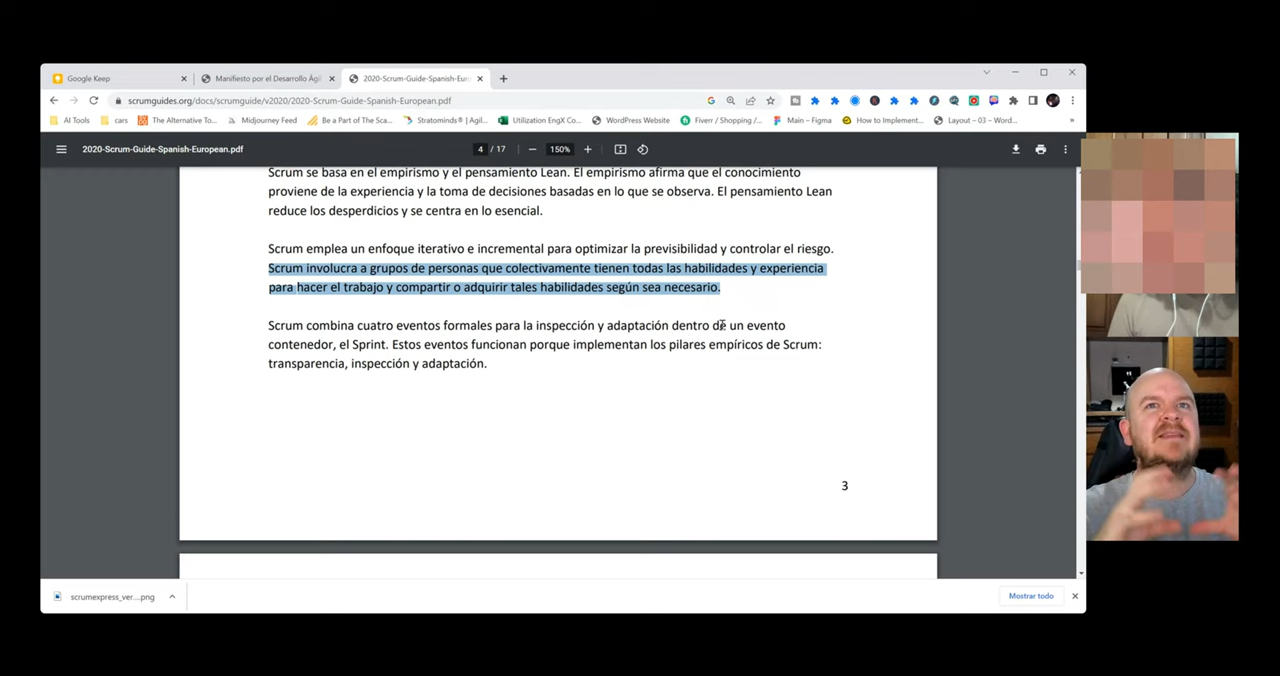 Google Keep
Manifiesto por el Desarrollo Ágil
2020-Scrum-Guide-Spanish-Euro
scrumguides.org/docs/scrumguide/v2020/2020-Scrum-Guide-Spanish-European.pdf
AI Tools
cars
The Alternative To...
Midjourney Feed
Be a Part of The Sca...
Stratominds® | Agil...
Utilization EngX Co...
WordPress Website
Fiverr / Shopping /...
Main – Figma
How to Implement...
Layout – 03 – Word...
»
2020-Scrum-Guide-Spanish-European.pdf
4 / 17
150%
Scrum se basa en el empirismo y el pensamiento Lean. El empirismo afirma que el conocimiento
proviene de la experiencia y la toma de decisiones basadas en lo que se observa. El pensamiento Lean
reduce los desperdicios y se centra en lo esencial.
Scrum emplea un enfoque iterativo e incremental para optimizar la previsibilidad y controlar el riesgo.
Scrum involucra a grupos de personas que colectivamente tienen todas las habilidades y experiencia
para hacer el trabajo y compartir o adquirir tales habilidades según sea necesario.
Scrum combina cuatro eventos formales para la inspección y adaptación dentro de un evento
contenedor, el Sprint. Estos eventos funcionan porque implementan los pilares empíricos de Scrum:
transparencia, inspección y adaptación.
3
scrumexpress_ver....png
Mostrar todo